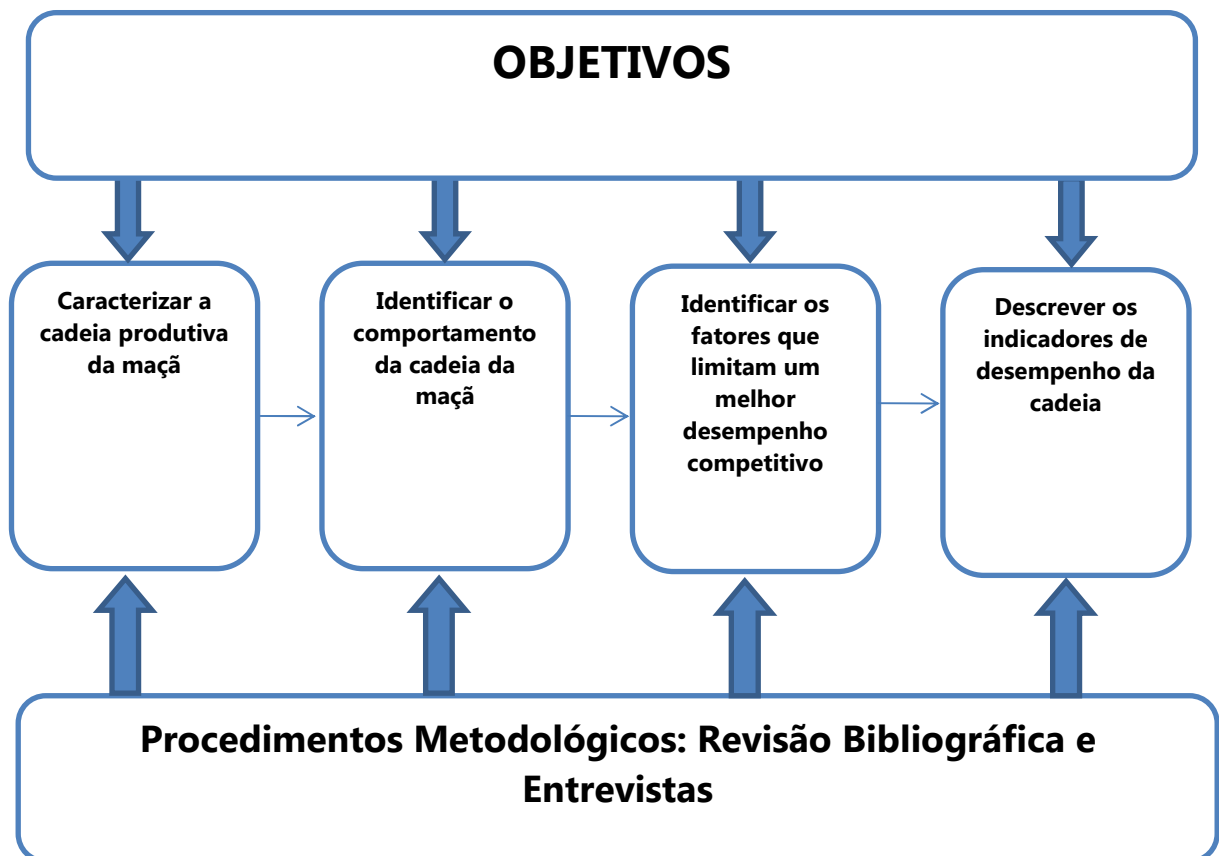 OBJETIVOS
Caracterizar a
cadeia produtiva
da maçã
Identificar o
comportamento
da cadeia da
maçã
Identificar os
fatores que
limitam um
melhor
desempenho
competitivo
Descrever os
indicadores de
desempenho da
cadeia
Procedimentos Metodológicos: Revisão Bibliográfica e
Entrevistas